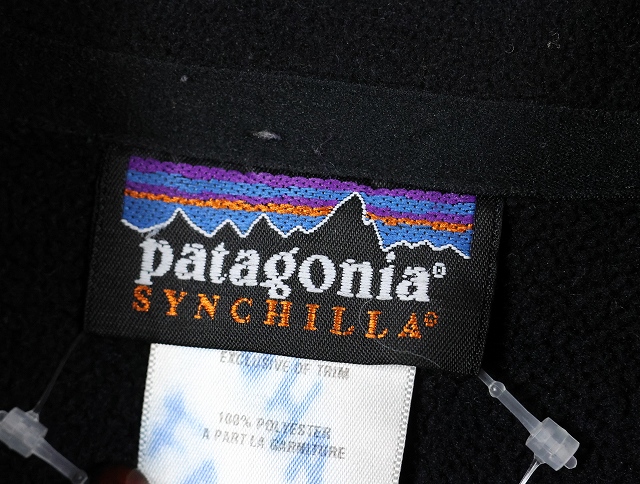 patagonia®
SYNCHILLA®
EXCLUSIVE OF TRIM
100% POLYESTER
A PART LA GARNITURE